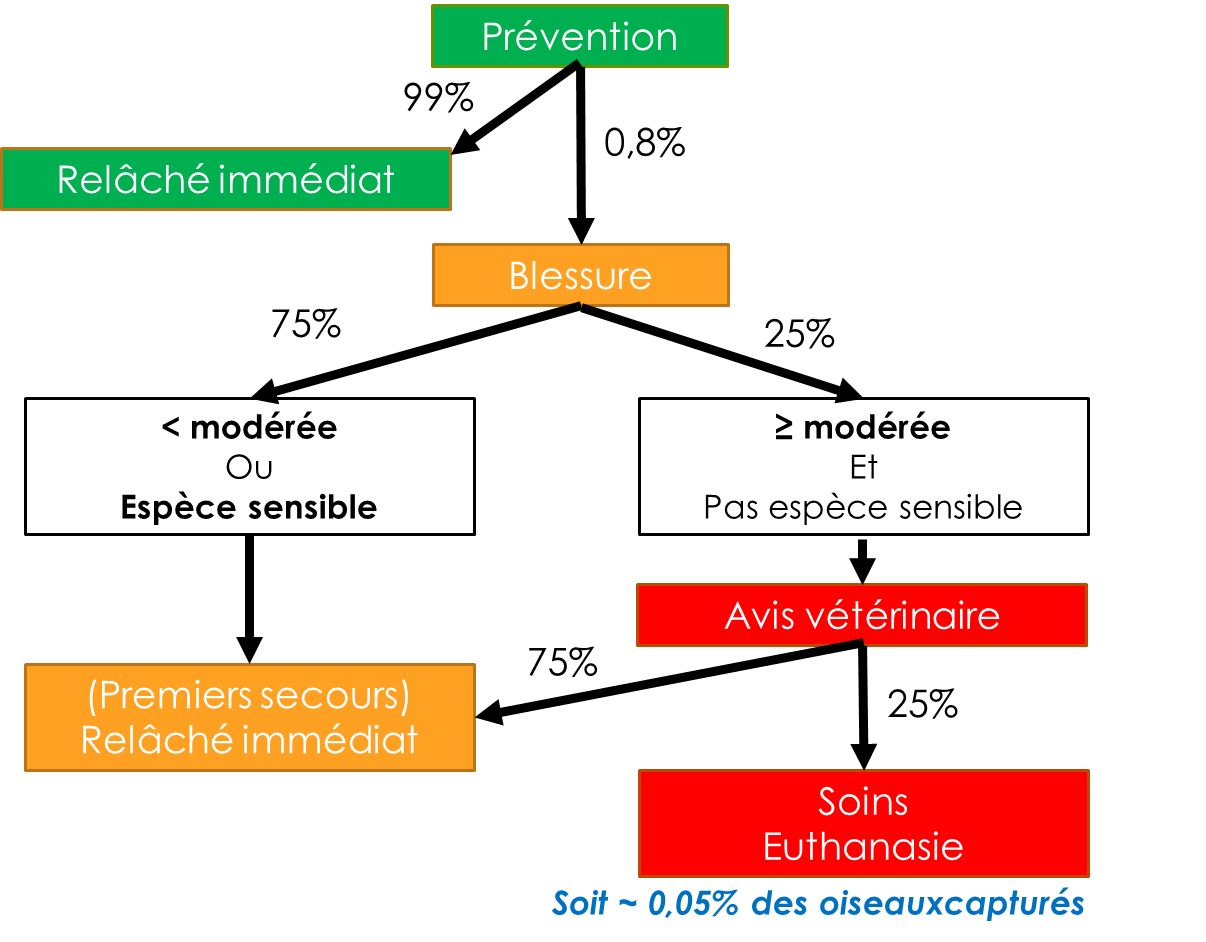 Prévention
99%
0,8%
Relâché immédiat
Blessure
75%
25%
< modérée
Ou
Espèce sensible
≥ modérée
Et
Pas espèce sensible
Avis vétérinaire
75%
25%
(Premiers secours)
Relâché immédiat
Soins
Euthanasie
Soit ~ 0,05% des oiseauxcapturés